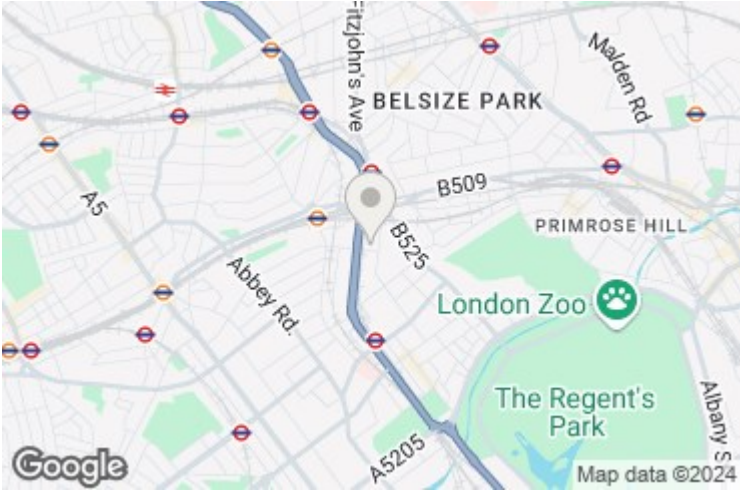 Fitzjohn's Ave
BELSIZE PARK
Malden Rd
A5
B509
B525
PRIMROSE HILL
Abbey Rd.
London Zoo
The Regent's
Park
Albany S
A5205
Google
Map data ©2024